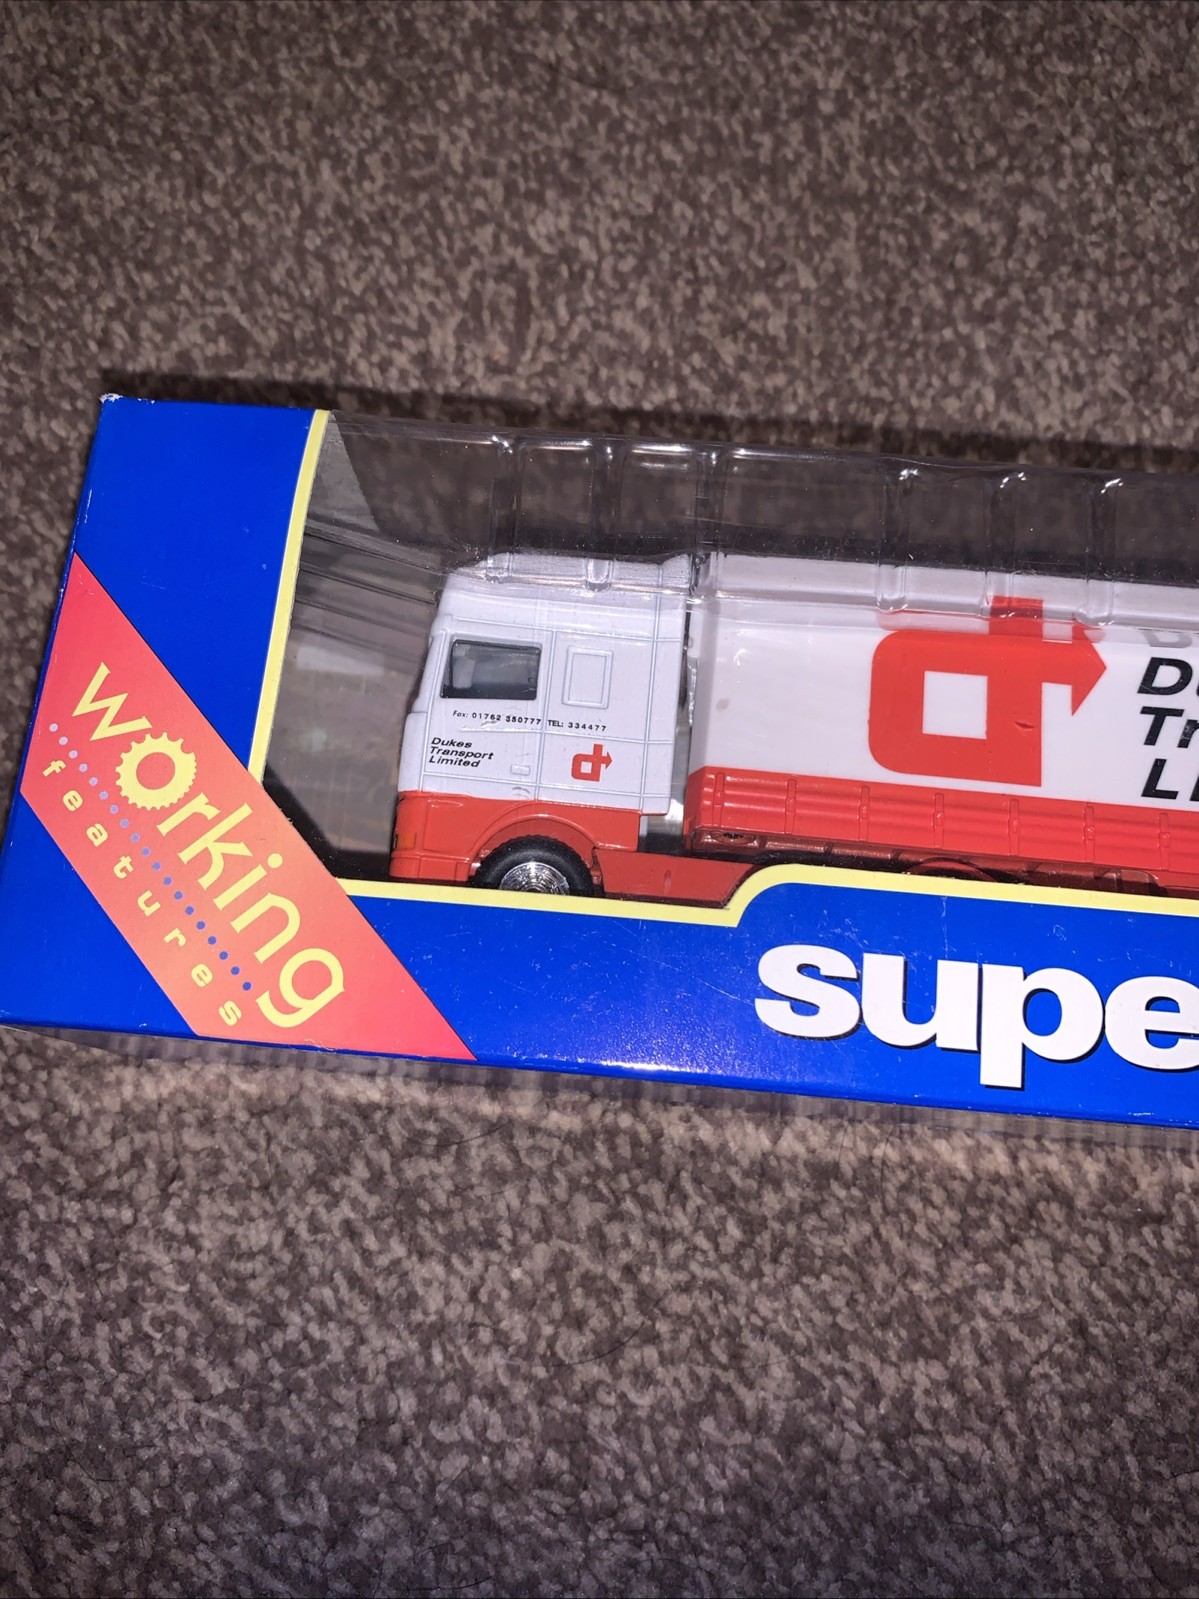 Fax: 01762 350777 TEL: 334477
Dukes
Transport
Limited
working
features
supe